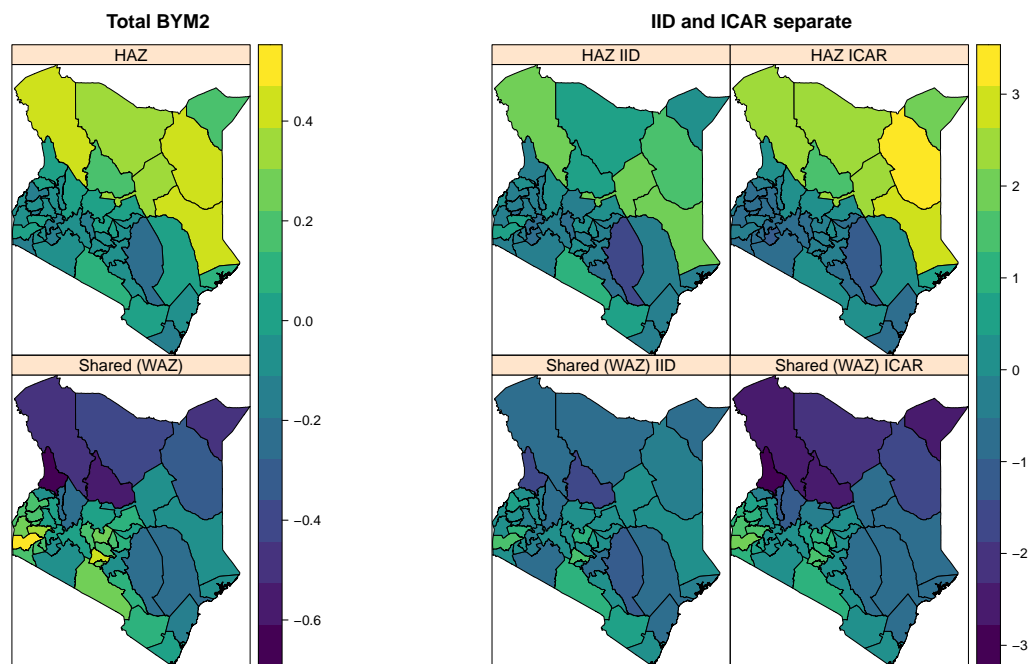 Total BYM2
IID and ICAR separate
HAZ
0.4
0.2
0.0
−0.2
−0.4
−0.6
Shared (WAZ)
HAZ IID
HAZ ICAR
Shared (WAZ) IID
Shared (WAZ) ICAR
3
2
1
0
−1
−2
−3